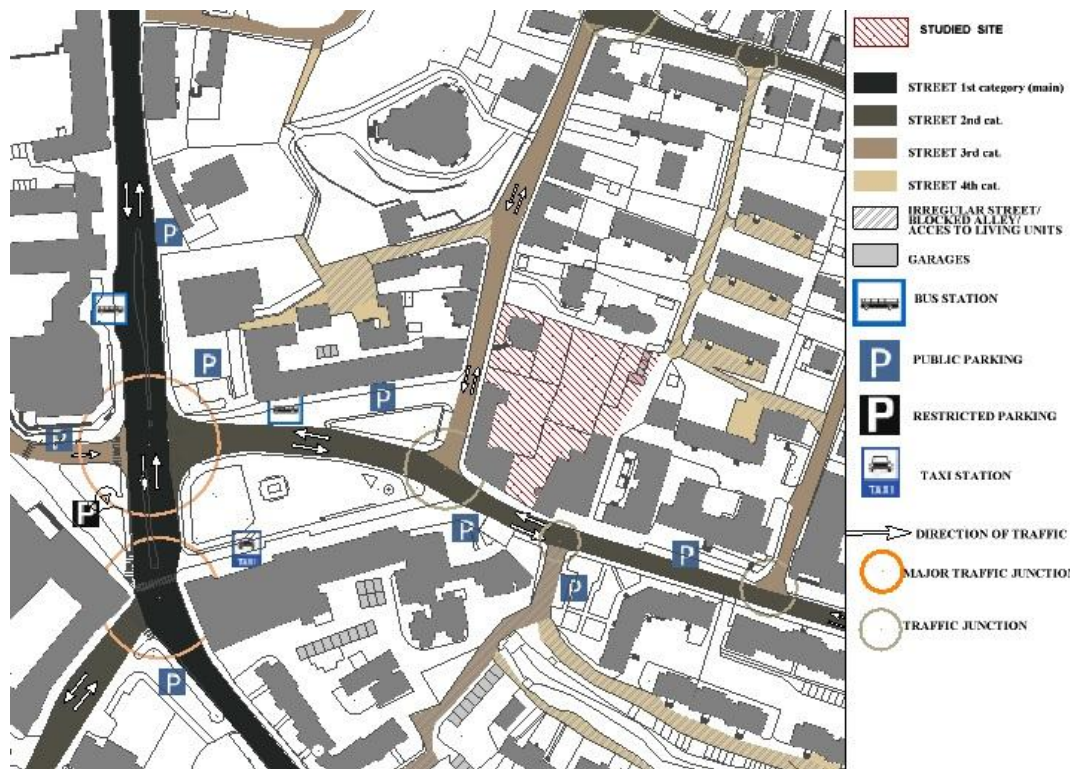 STUDIED SITE
STREET 1st category (main)
STREET 2nd cat.
STREET 3rd cat.
STREET 4th cat.
IRREGULAR STREET/
BLOCKED ALLEY/
ACCES TO LIVING UNITS
GARAGES
BUS STATION
P PUBLIC PARKING
P RESTRICTED PARKING
TAXI STATION
TAXI
DIRECTION OF TRAFFIC
MAJOR TRAFFIC JUNCTION
TRAFFIC JUNCTION
P
P
P
P
P
P
TAXI
P
P
P